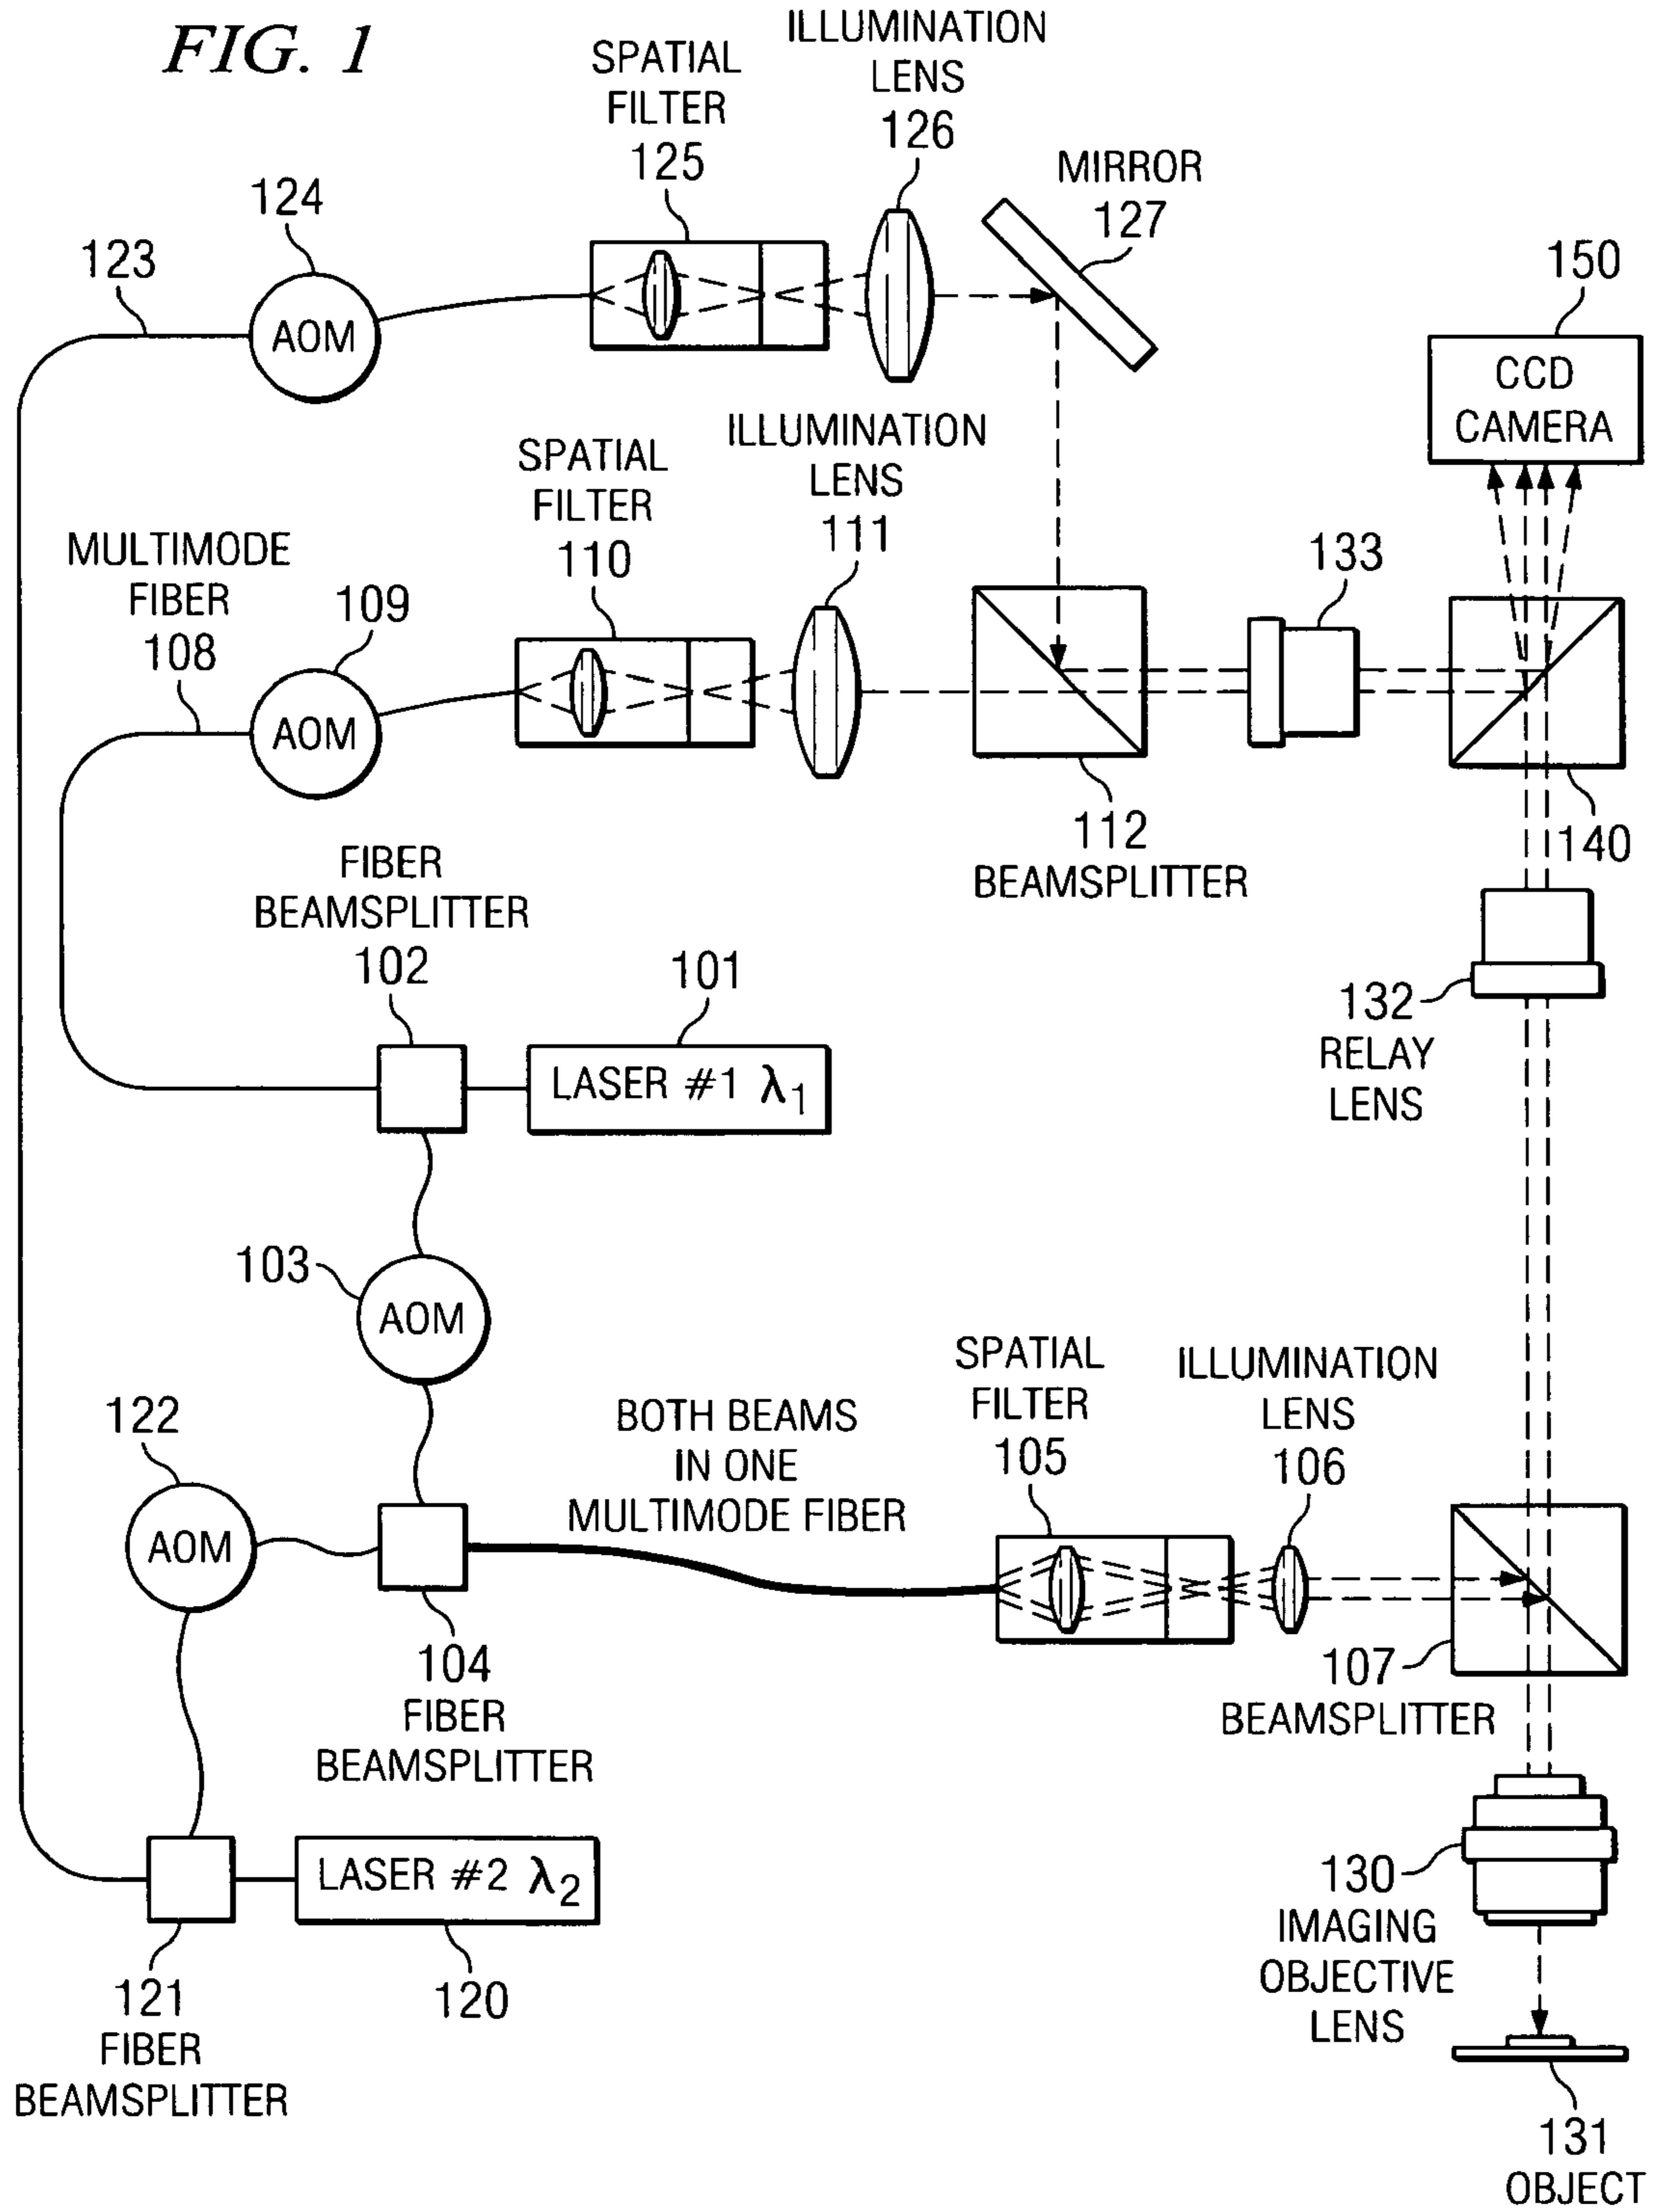 FIG. 1
SPATIAL
FILTER
125
ILLUMINATION
LENS
126
MIRROR
127
124
123
AOM
150
CCD
CAMERA
SPATIAL
FILTER
110
ILLUMINATION
LENS
111
MULTIMODE
FIBER
108
109
AOM
133
112
BEAMSPLITTER
140
FIBER
BEAMSPLITTER
102
101
LASER #1 λ1
132
RELAY
LENS
103
AOM
SPATIAL
FILTER
105
ILLUMINATION
LENS
106
BOTH BEAMS
IN ONE
MULTIMODE FIBER
122
AOM
104
FIBER
BEAMSPLITTER
107
BEAMSPLITTER
LASER #2 λ2
130
IMAGING
OBJECTIVE
LENS
121
FIBER
BEAMSPLITTER
120
131
OBJECT